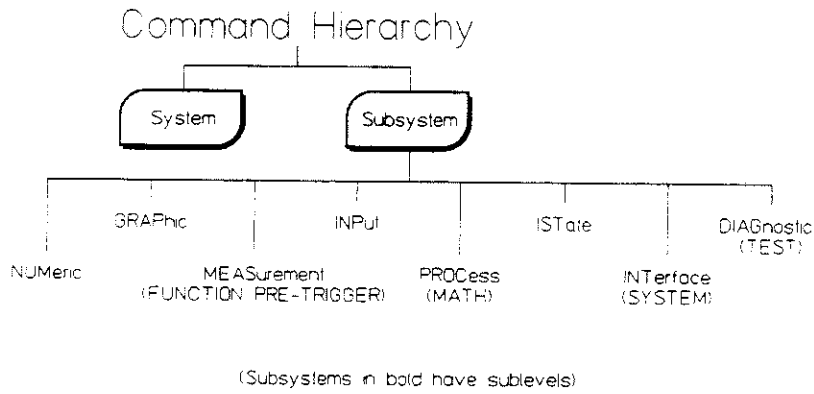 Command Hierarchy
System
Subsystem
GRAPhic
INPut
ISTate
DIAGnostic
(TEST)
NUMeric
MEASurement
(FUNCTION PRE-TRIGGER)
PROCess
(MATH)
INTerface
(SYSTEM)
(Subsystems in bold have sublevels)